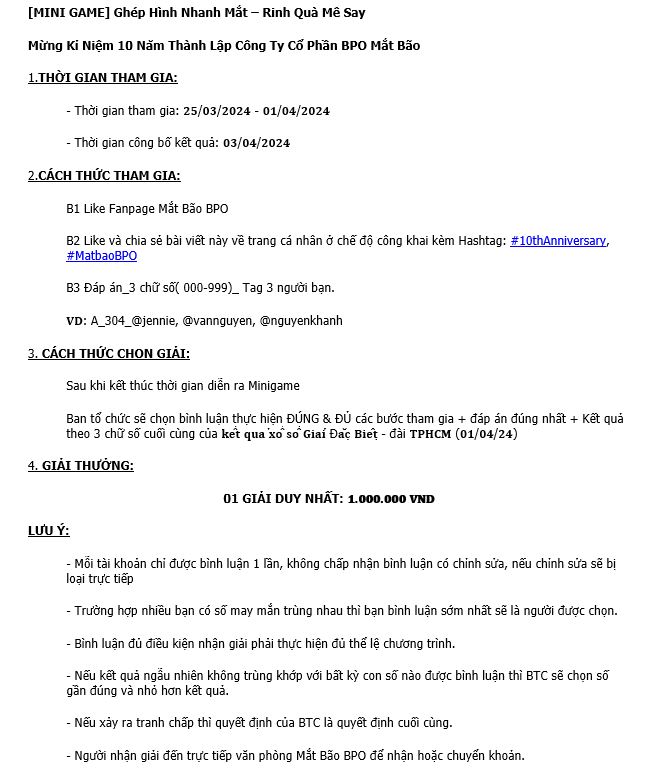 [MINI GAME] Ghép Hình Nhanh Mắt – Rinh Quà Mê Say
Mừng Kỉ Niệm 10 Năm Thành Lập Công Ty Cổ Phần BPO Mắt Bão
1.THỜI GIAN THAM GIA:
- Thời gian tham gia: 25/03/2024 - 01/04/2024
- Thời gian công bố kết quả: 03/04/2024
2.CÁCH THỨC THAM GIA:
B1 Like Fanpage Mắt Bão BPO
B2 Like và chia sẻ bài viết này về trang cá nhân ở chế độ công khai kèm Hashtag: #10thAnniversary,
#MatbaoBPO
B3 Đáp án_3 chữ số( 000-999)_ Tag 3 người bạn.
VD: A_304_@jennie, @vannguyen, @nguyenkhanh
3. CÁCH THỨC CHỌN GIẢI:
Sau khi kết thúc thời gian diễn ra Minigame
Ban tổ chức sẽ chọn bình luận thực hiện ĐÚNG & ĐỦ các bước tham gia + đáp án đúng nhất + Kết quả
theo 3 chữ số cuối cùng của kết quả xổ số Giải Đặc Biệt - đài TPHCM (01/04/24)
4. GIẢI THƯỞNG:
01 GIẢI DUY NHẤT: 1.000.000 VND
LƯU Ý:
- Mỗi tài khoản chỉ được bình luận 1 lần, không chấp nhận bình luận có chỉnh sửa, nếu chỉnh sửa sẽ bị
loại trực tiếp
- Trường hợp nhiều bạn có số may mắn trùng nhau thì bạn bình luận sớm nhất sẽ là người được chọn.
- Bình luận đủ điều kiện nhận giải phải thực hiện đủ thể lệ chương trình.
- Nếu kết quả ngẫu nhiên không trùng khớp với bất kỳ con số nào được bình luận thì BTC sẽ chọn số
gần đúng và nhỏ hơn kết quả.
- Nếu xảy ra tranh chấp thì quyết định của BTC là quyết định cuối cùng.
- Người nhận giải đến trực tiếp văn phòng Mắt Bão BPO để nhận hoặc chuyển khoản.